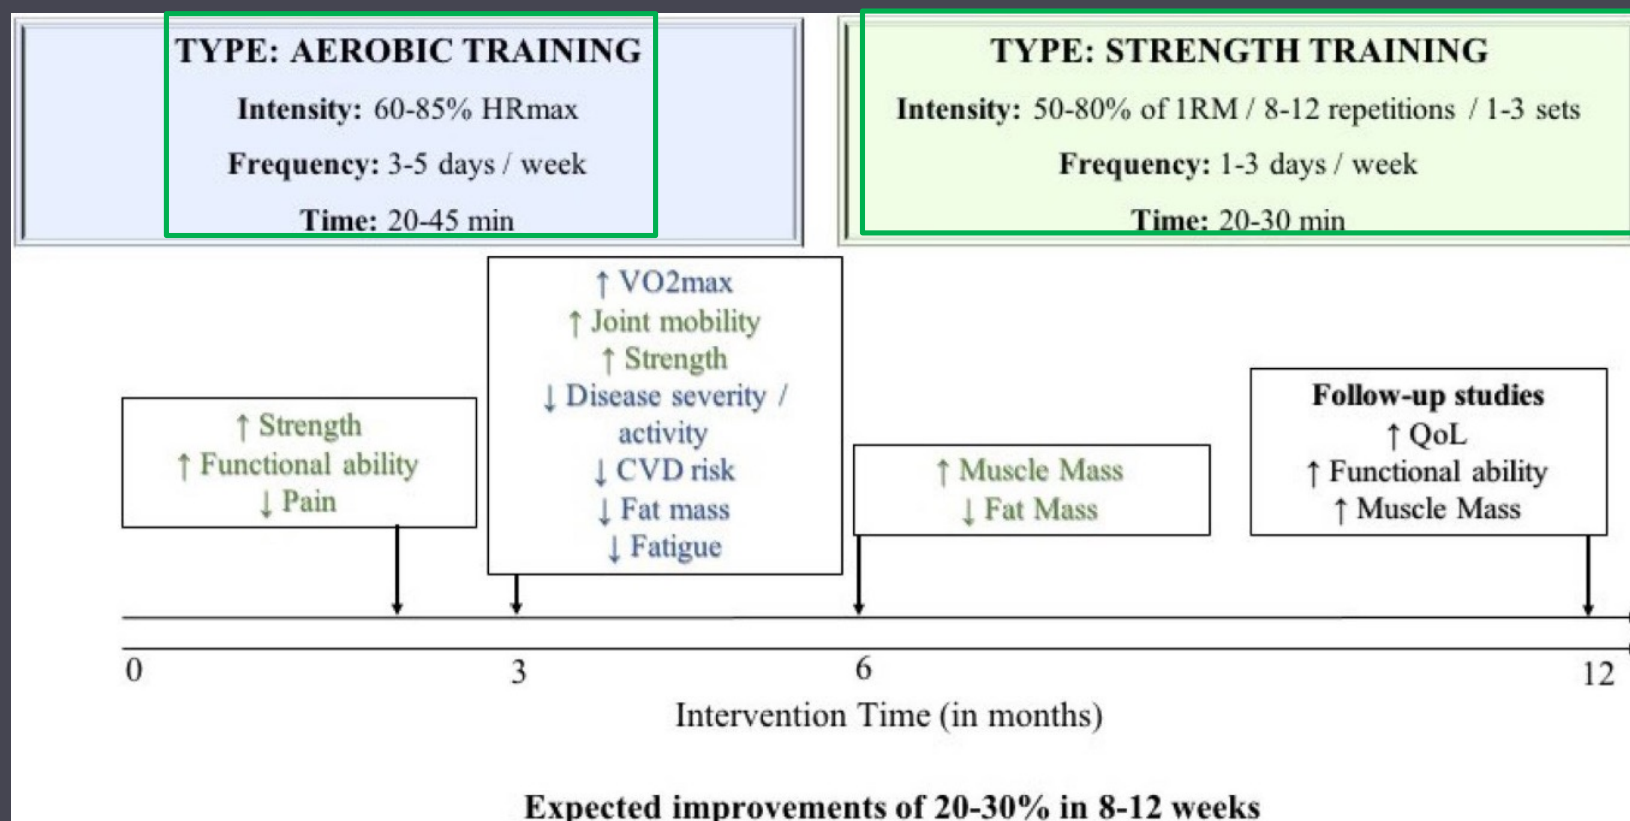 TYPE: AEROBIC TRAINING
Intensity: 60-85% HRmax
Frequency: 3-5 days / week
Time: 20-45 min
TYPE: STRENGTH TRAINING
Intensity: 50-80% of 1RM / 8-12 repetitions / 1-3 sets
Frequency: 1-3 days / week
Time: 20-30 min
↑ Strength
↑ Functional ability
↓ Pain
↑ VO2max
↑ Joint mobility
↑ Strength
↓ Disease severity /
activity
↓ CVD risk
↓ Fat mass
↓ Fatigue
↑ Muscle Mass
↓ Fat Mass
Follow-up studies
↑ QoL
↑ Functional ability
↑ Muscle Mass
0 3 6 12
Intervention Time (in months)
Expected improvements of 20-30% in 8-12 weeks